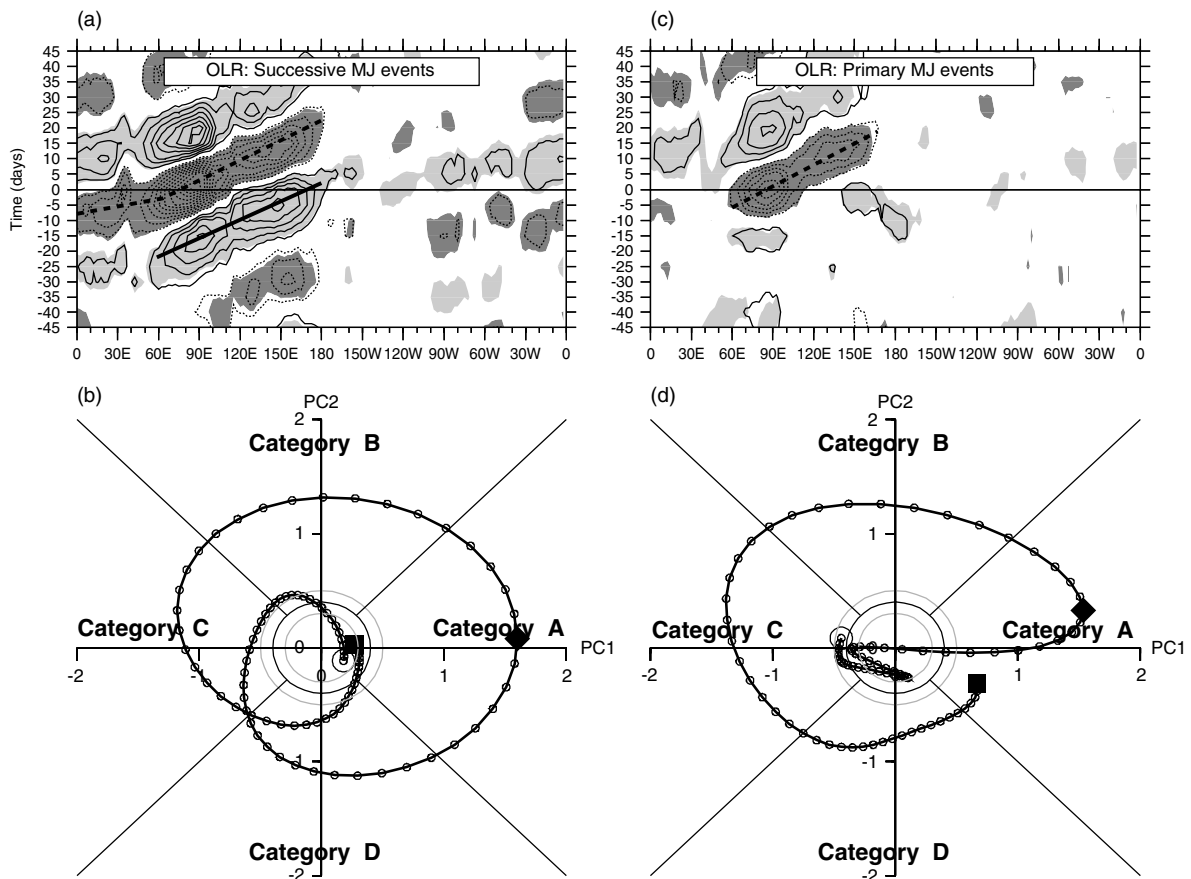 (a)
OLR: Successive MJ events
Time (days)
45
40
35
30
25
20
15
10
5
0
-5
-10
-15
-20
-25
-30
-35
-40
-45
0 30E 60E 90E 120E 150E 180 150W 120W 90W 60W 30W 0
(c)
OLR: Primary MJ events
45
40
35
30
25
20
15
10
5
0
-5
-10
-15
-20
-25
-30
-35
-40
-45
0 30E 60E 90E 120E 150E 180 150W 120W 90W 60W 30W 0
(b)
PC2
2
Category B
1
Category C
Category A
0
PC1
-2 -1 0 1 2
-1
Category D
-2
(d)
PC2
2
Category B
1
Category C
Category A
0
PC1
-2 -1 0 1 2
-1
Category D
-2